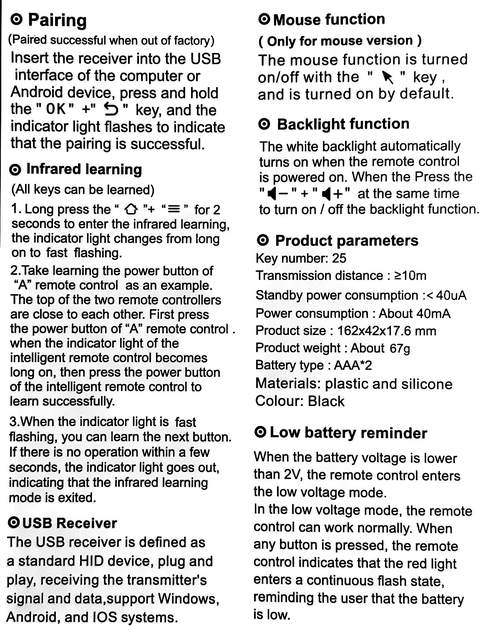 Pairing
(Paired successful when out of factory)
Insert the receiver into the USB
interface of the computer or
Android device, press and hold
the " OK" +" ⮌ " key, and the
indicator light flashes to indicate
that the pairing is successful.
Infrared learning
(All keys can be learned)
1. Long press the " ⌂ "+ "≡ " for 2
seconds to enter the infrared learning,
the indicator light changes from long
on to fast flashing.
2.Take learning the power button of
"A" remote control as an example.
The top of the two remote controllers
are close to each other. First press
the power button of "A" remote control .
when the indicator light of the
intelligent remote control becomes
long on, then press the power button
of the intelligent remote control to
learn successfully.
3.When the indicator light is fast
flashing, you can learn the next button.
If there is no operation within a few
seconds, the indicator light goes out,
indicating that the infrared learning
mode is exited.
USB Receiver
The USB receiver is defined as
a standard HID device, plug and
play, receiving the transmitter's
signal and data,support Windows,
Android, and IOS systems.
Mouse function
( Only for mouse version )
The mouse function is turned
on/off with the " " key ,
and is turned on by default.
Backlight function
The white backlight automatically
turns on when the remote control
is powered on. When the Press the
"🔈−" + "🔈+" at the same time
to turn on / off the backlight function.
Product parameters
Key number: 25
Transmission distance : ≥10m
Standby power consumption :< 40uA
Power consumption : About 40mA
Product size : 162x42x17.6 mm
Product weight : About 67g
Battery type : AAA*2
Materials: plastic and silicone
Colour: Black
Low battery reminder
When the battery voltage is lower
than 2V, the remote control enters
the low voltage mode.
In the low voltage mode, the remote
control can work normally. When
any button is pressed, the remote
control indicates that the red light
enters a continuous flash state,
reminding the user that the battery
is low.